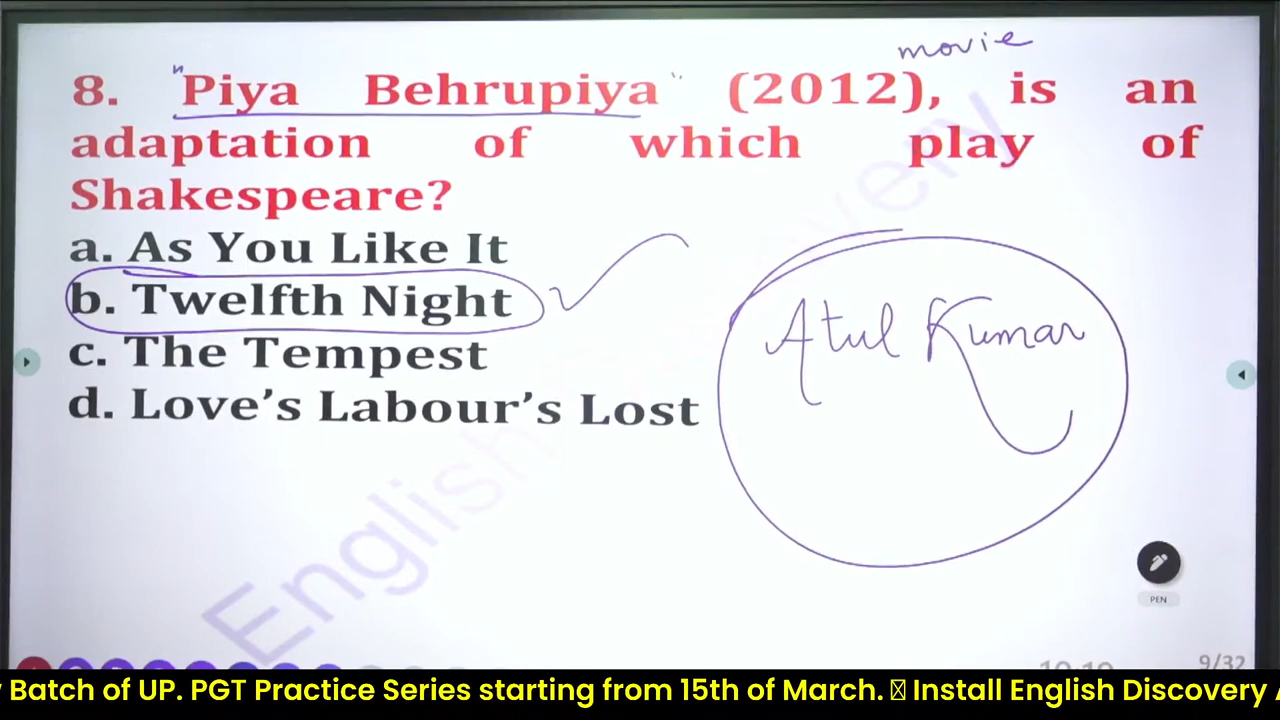 movie
8. "Piya Behrupiya" (2012), is an
adaptation of which play of
Shakespeare?
a. As You Like It
b. Twelfth Night
c. The Tempest
d. Love's Labour's Lost
Atul Kumar
English Discovery
PEN
9/32
Batch of UP. PGT Practice Series starting from 15th of March. Install English Discovery